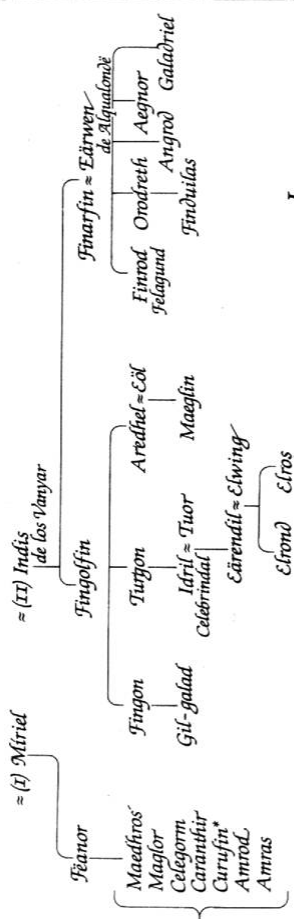 ≈ (I) Míriel
≈ (II) Indis
de los Vanyar
Fëanor
Fingolfin
Finarfin ≈ Eärwen
de Alqualondë
Maedhros
Maglor
Celegorm
Caranthir
Curufin*
Amrod
Amras
Fingon
Turgon
Aredhel ≈ Eöl
Finrod
Felagund
Orodreth
Angrod
Aegnor
Galadriel
Gil-galad
Idril ≈ Tuor
Celebrindal
Maeglin
Finduilas
Eärendil ≈ Elwing
Elrond
Elros